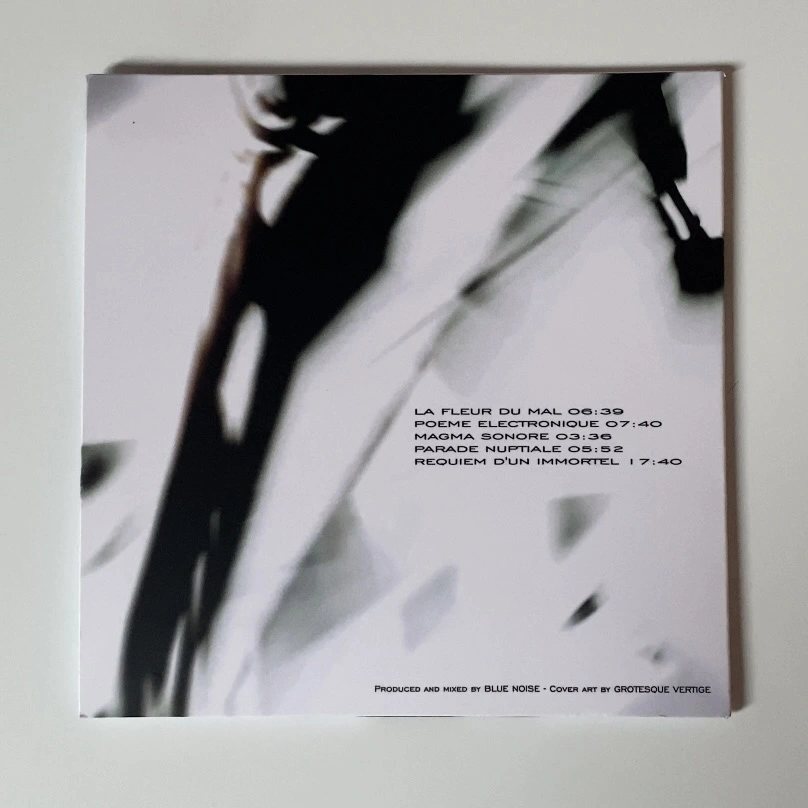 LA FLEUR DU MAL 06:39
POEME ELECTRONIQUE 07:40
MAGMA SONORE 03:36
PARADE NUPTIALE 05:52
REQUIEM D'UN IMMORTEL 17:40
PRODUCED AND MIXED BY BLUE NOISE - COVER ART BY GROTESQUE VERTIGE